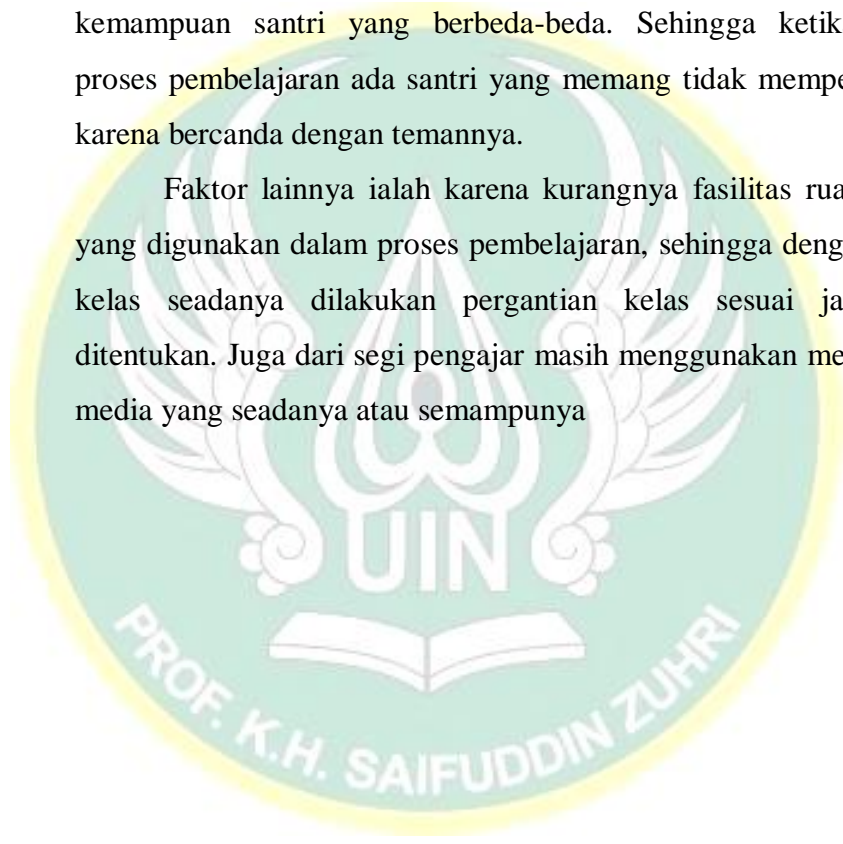 kemampuan santri yang berbeda-beda. Sehingga ketik
proses pembelajaran ada santri yang memang tidak mempe
karena bercanda dengan temannya.
Faktor lainnya ialah karena kurangnya fasilitas rua
yang digunakan dalam proses pembelajaran, sehingga deng
kelas seadanya dilakukan pergantian kelas sesuai ja
ditentukan. Juga dari segi pengajar masih menggunakan me
media yang seadanya atau semampunya
UIN
PROF. K.H. SAIFUDDIN ZUHRI